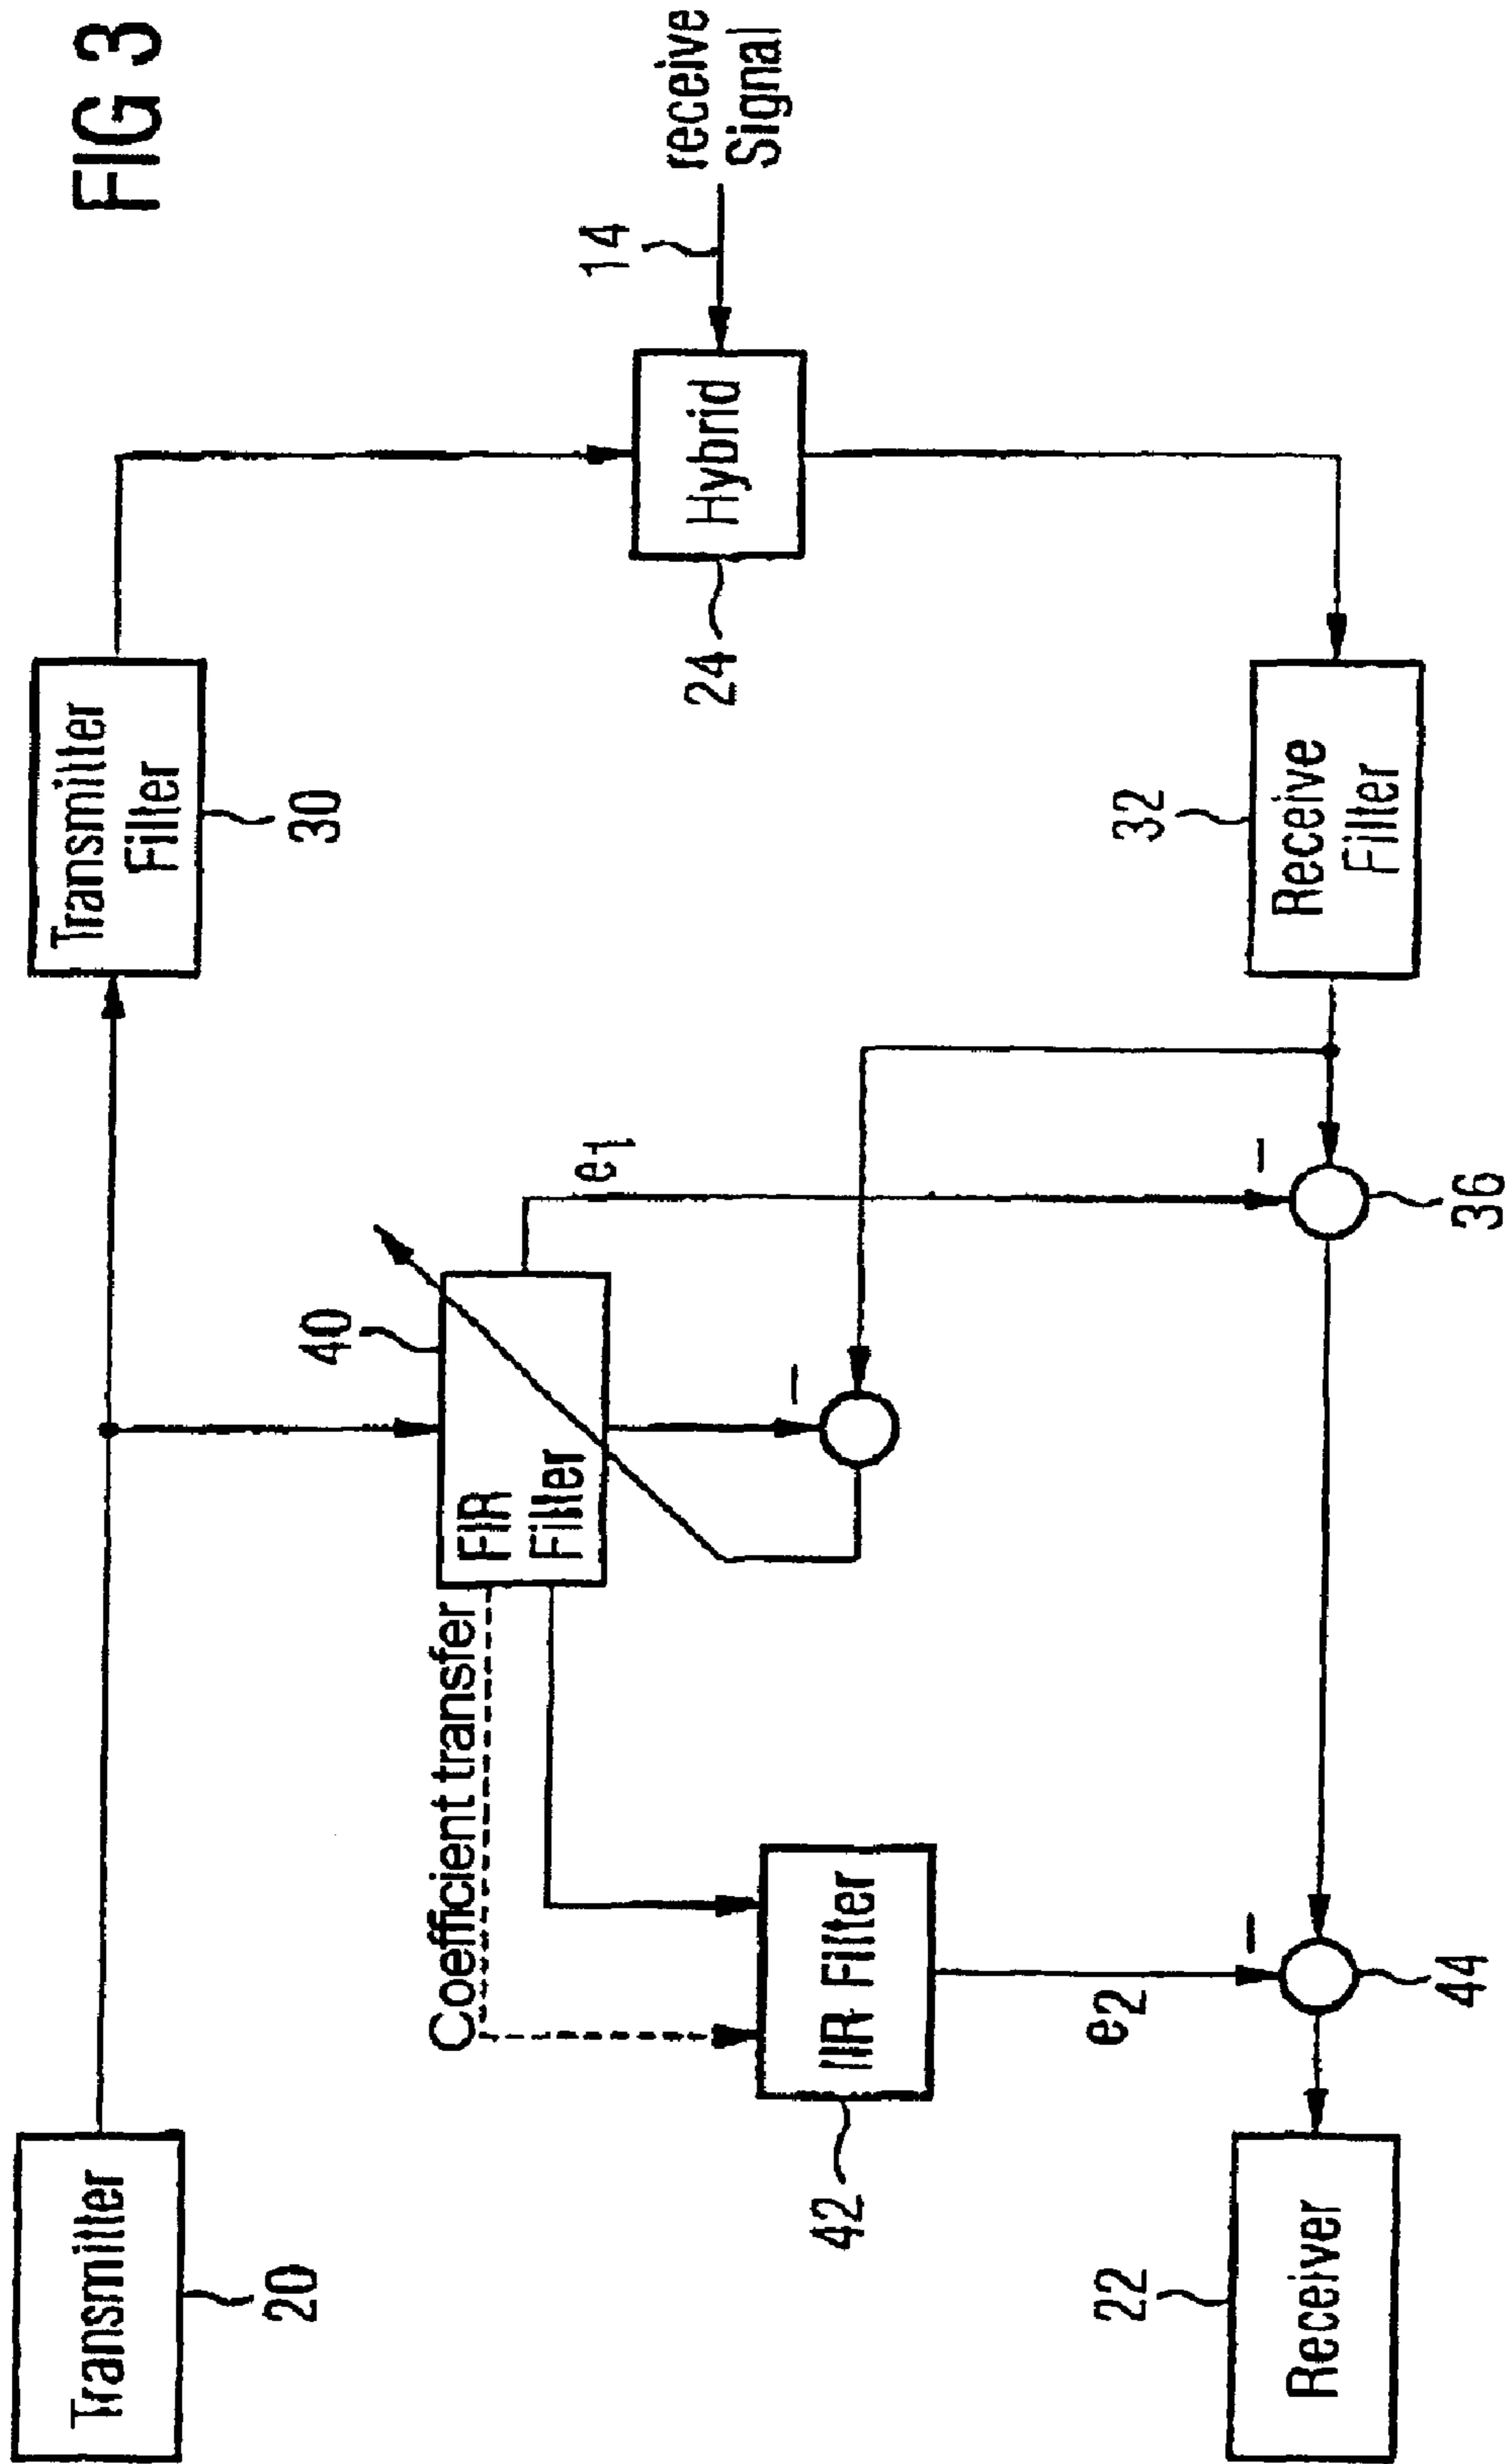 FIG 3
Transmitter
20
Transmitter
Filter
30
40
FIR
Filter
Coefficient transfer
e1
14
receive
Signal
Hybrid
24
IIR Filter
42
e2
32
Receive
Filter
–
–
–
36
44
22
Receiver